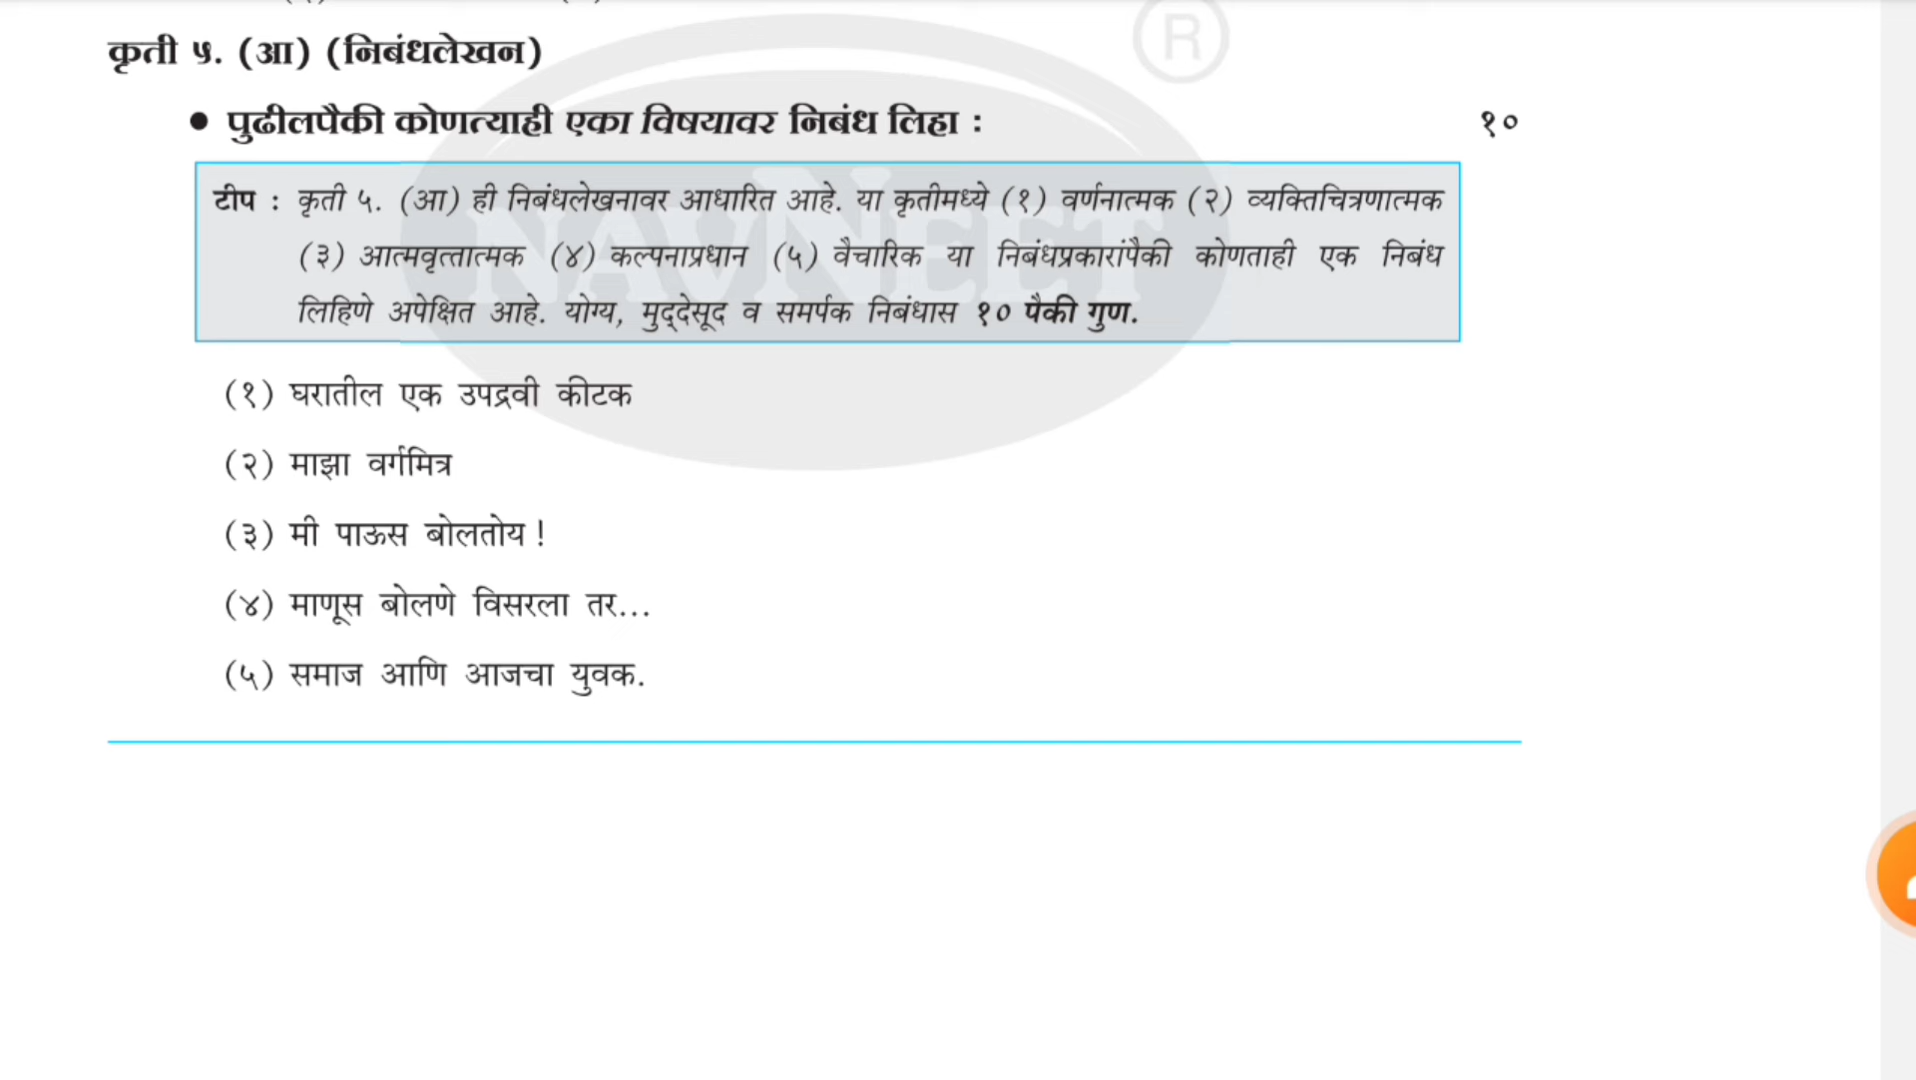 कृती ५. (आ) (निबंधलेखन)
● पुढीलपैकी कोणत्याही एका विषयावर निबंध लिहा : १०
टीप : कृती ५. (आ) ही निबंधलेखनावर आधारित आहे. या कृतीमध्ये (१) वर्णनात्मक (२) व्यक्तिचित्रणात्मक
(३) आत्मवृत्तात्मक (४) कल्पनाप्रधान (५) वैचारिक या निबंधप्रकारांपैकी कोणताही एक निबंध
लिहिणे अपेक्षित आहे. योग्य, मुद्‌देसूद व समर्पक निबंधास १० पैकी गुण.
(१) घरातील एक उपद्रवी कीटक
(२) माझा वर्गमित्र
(३) मी पाऊस बोलतोय !
(४) माणूस बोलणे विसरला तर...
(५) समाज आणि आजचा युवक.
NAVNEET
R